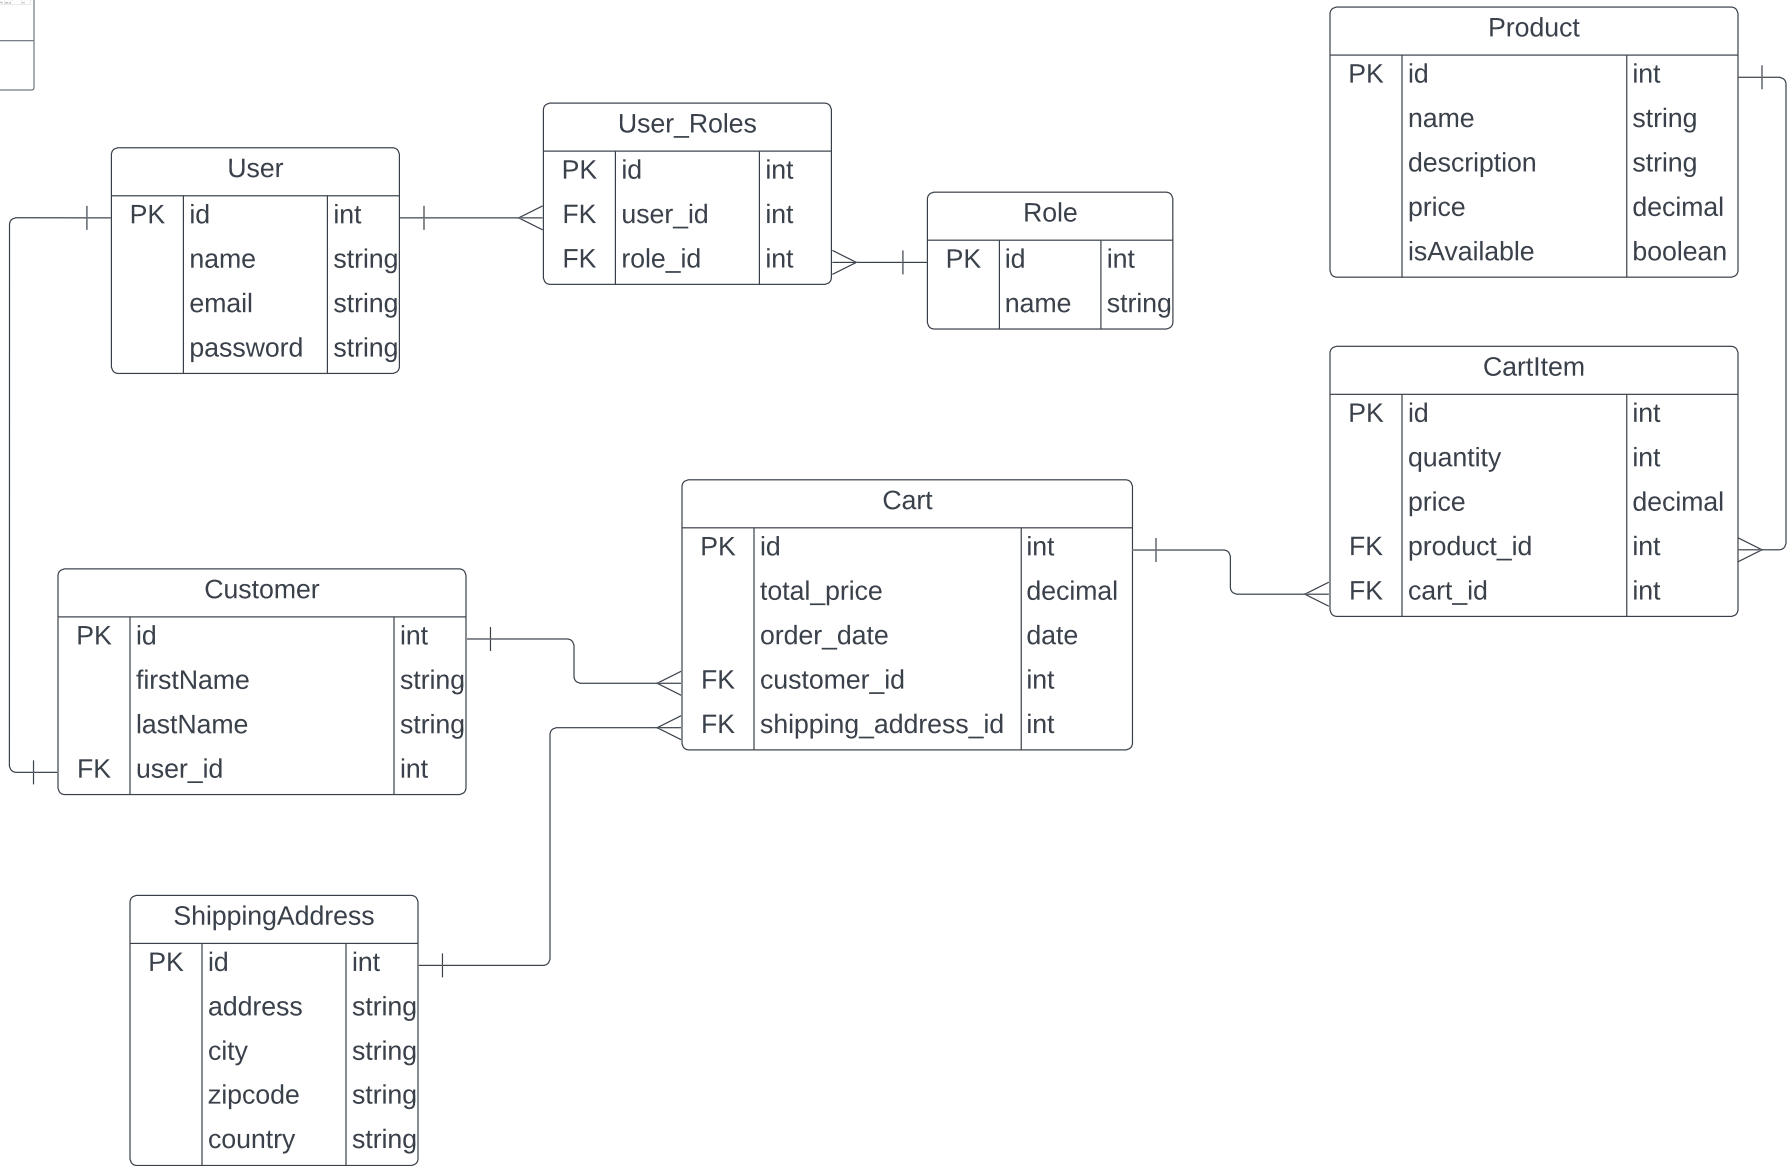 Product
PK id int
name string
description string
price decimal
isAvailable boolean
User_Roles
PK id int
FK user_id int
FK role_id int
User
PK id int
name string
email string
password string
Role
PK id int
name string
CartItem
PK id int
quantity int
price decimal
FK product_id int
FK cart_id int
Cart
PK id int
total_price decimal
order_date date
FK customer_id int
FK shipping_address_id int
Customer
PK id int
firstName string
lastName string
FK user_id int
ShippingAddress
PK id int
address string
city string
zipcode string
country string